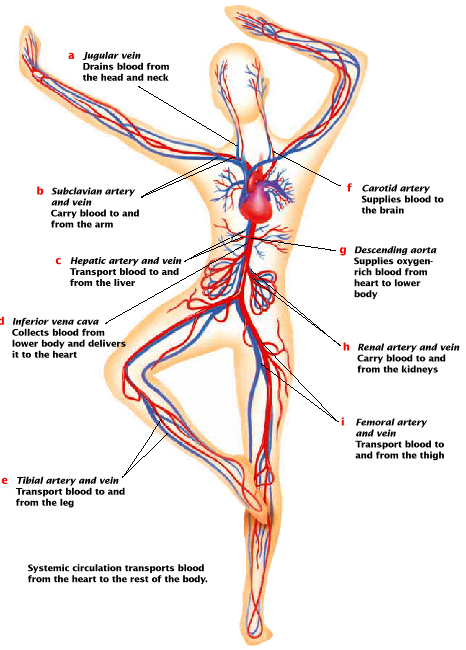 a Jugular vein
Drains blood from
the head and neck
b Subclavian artery
and vein
Carry blood to and
from the arm
c Hepatic artery and vein
Transport blood to and
from the liver
d Inferior vena cava
Collects blood from
lower body and delivers
it to the heart
e Tibial artery and vein
Transport blood to and
from the leg
f Carotid artery
Supplies blood to
the brain
g Descending aorta
Supplies oxygen-
rich blood from
heart to lower
body
h Renal artery and vein
Carry blood to and
from the kidneys
i Femoral artery
and vein
Transport blood to
and from the thigh
Systemic circulation transports blood
from the heart to the rest of the body.